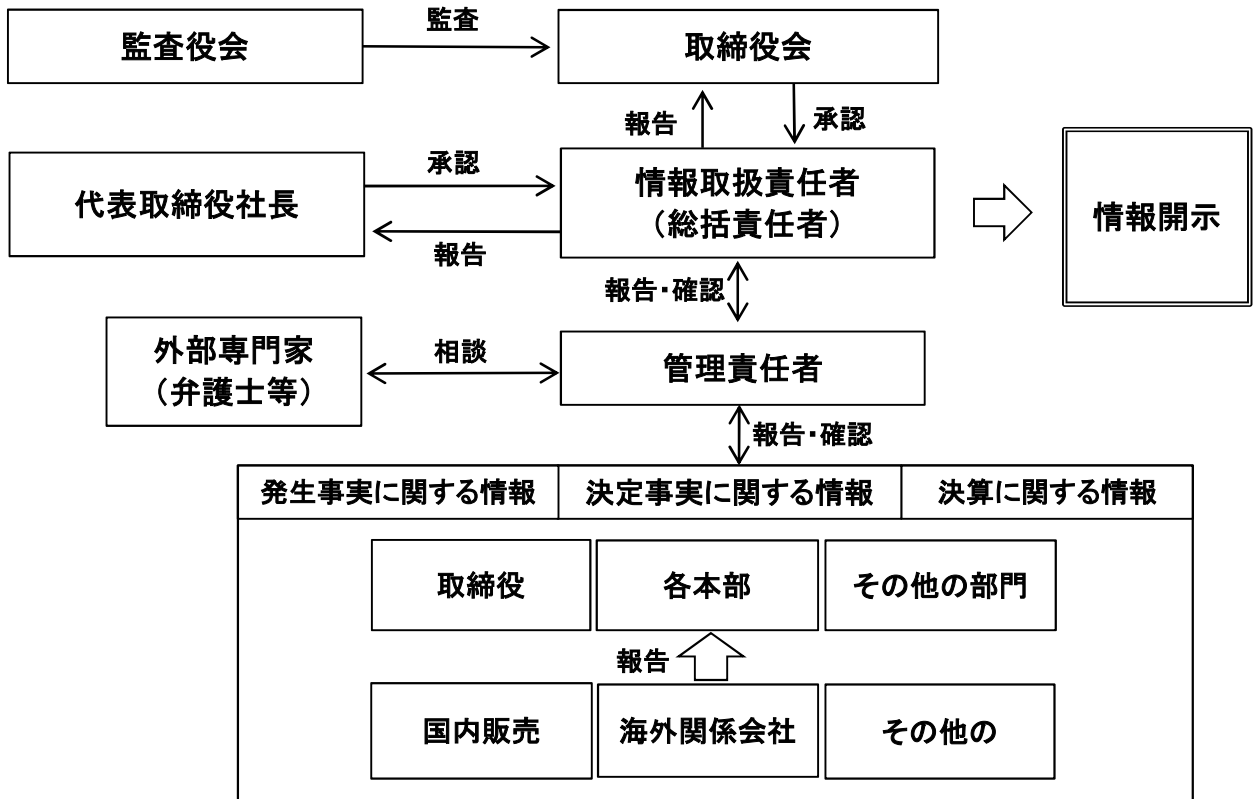 監査役会
監査
取締役会
報告
承認
代表取締役社長
承認
報告
情報取扱責任者
（総括責任者）
情報開示
報告・確認
外部専門家
（弁護士等）
相談
管理責任者
報告・確認
発生事実に関する情報
決定事実に関する情報
決算に関する情報
取締役
各本部
その他の部門
報告
国内販売
海外関係会社
その他の